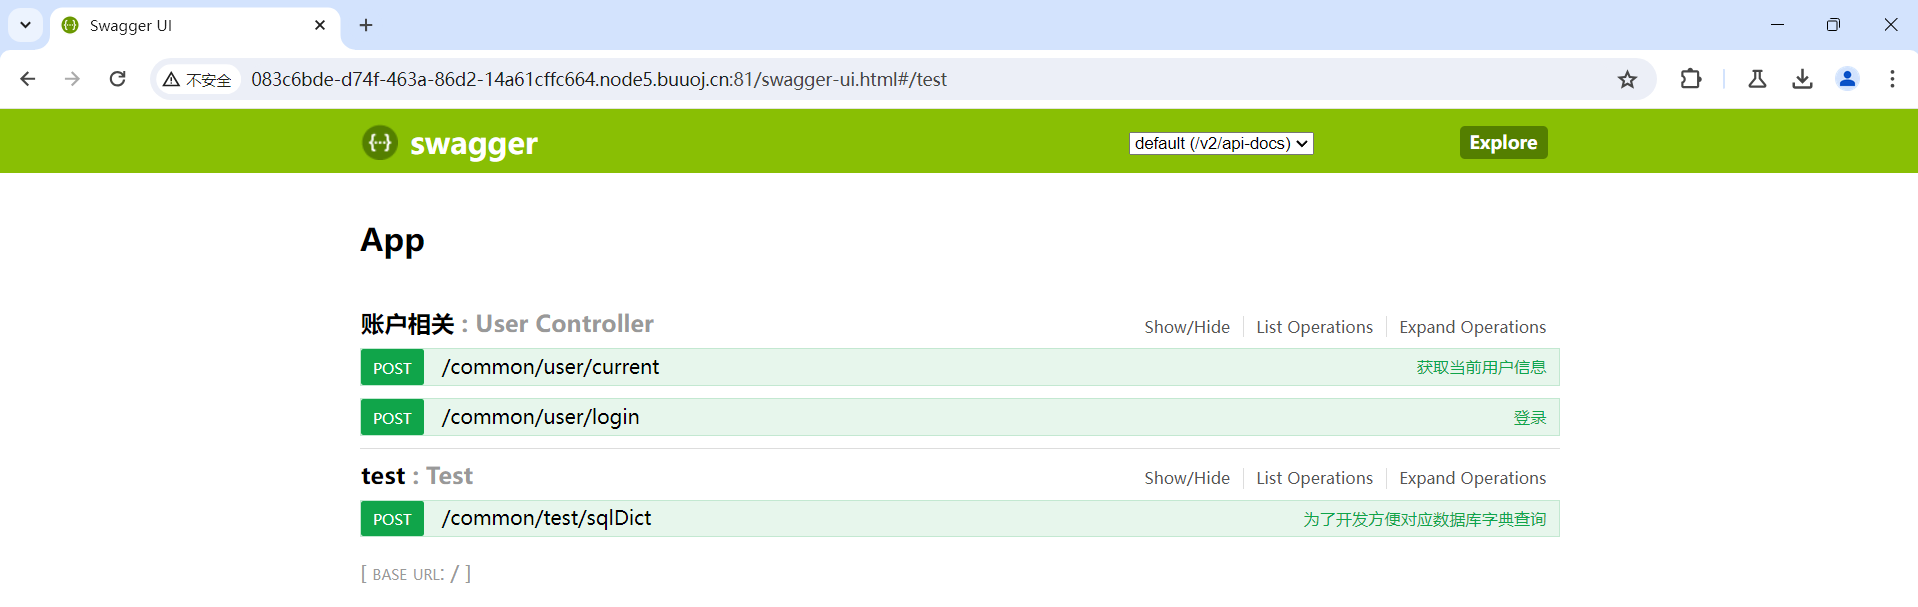 Swagger UI
不安全 083c6bde-d74f-463a-86d2-14a61cffc664.node5.buuoj.cn:81/swagger-ui.html#/test
{···} swagger default (/v2/api-docs) Explore
App
账户相关 : User Controller Show/Hide List Operations Expand Operations
POST /common/user/current 获取当前用户信息
POST /common/user/login 登录
test : Test Show/Hide List Operations Expand Operations
POST /common/test/sqlDict 为了开发方便对应数据库字典查询
[ BASE URL: / ]